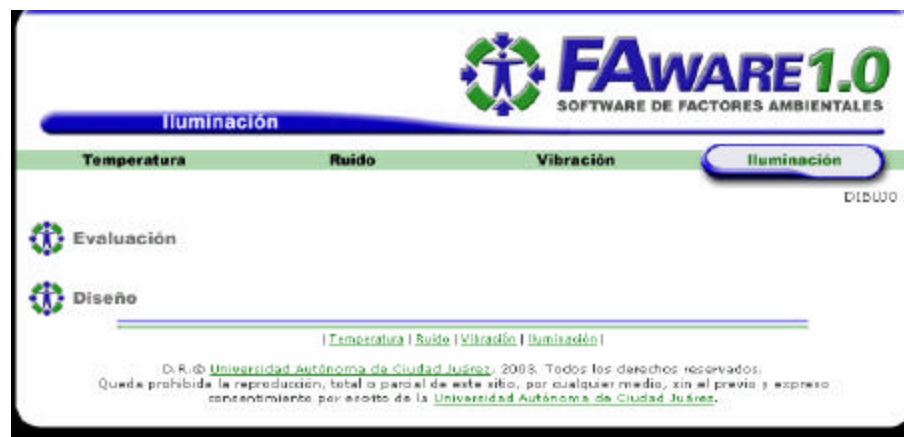 FAWARE 1.0
SOFTWARE DE FACTORES AMBIENTALES
Iluminación
Temperatura Ruido Vibración Iluminación
DIBUJO
Evaluación
Diseño
| Temperatura | Ruido | Vibración | Iluminación |
D.R.© Universidad Autónoma de Ciudad Juárez, 2003. Todos los derechos reservados.
Queda prohibida la reproducción, total o parcial de este sitio, por cualquier medio, sin el previo y expreso
consentimiento por escrito de la Universidad Autónoma de Ciudad Juárez.